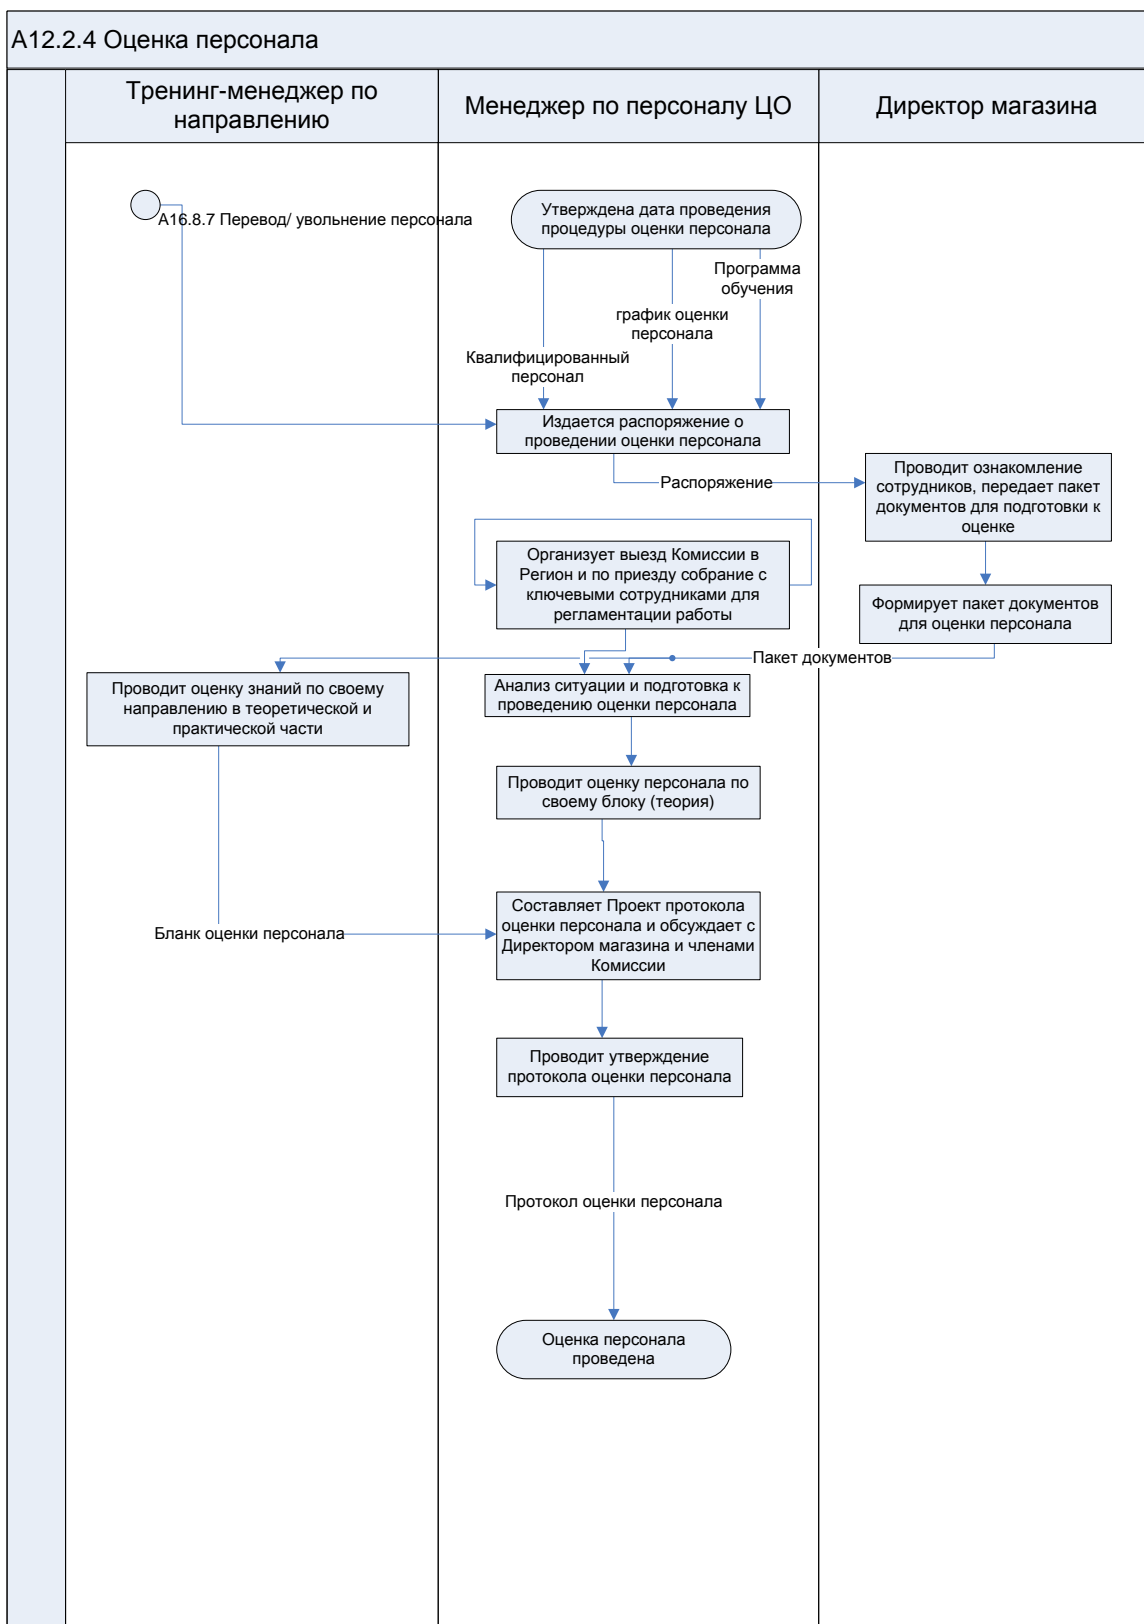 А12.2.4 Оценка персонала
Тренинг-менеджер по
направлению
Менеджер по персоналу ЦО
Директор магазина
А16.8.7 Перевод/ увольнение персонала
Утверждена дата проведения
процедуры оценки персонала
Программа
обучения
график оценки
персонала
Квалифицированный
персонал
Издается распоряжение о
проведении оценки персонала
Распоряжение
Проводит ознакомление
сотрудников, передает пакет
документов для подготовки к
оценке
Организует выезд Комиссии в
Регион и по приезду собрание с
ключевыми сотрудниками для
регламентации работы
Формирует пакет документов
для оценки персонала
Пакет документов
Проводит оценку знаний по своему
направлению в теоретической и
практической части
Анализ ситуации и подготовка к
проведению оценки персонала
Проводит оценку персонала по
своему блоку (теория)
Бланк оценки персонала
Составляет Проект протокола
оценки персонала и обсуждает с
Директором магазина и членами
Комиссии
Проводит утверждение
протокола оценки персонала
Протокол оценки персонала
Оценка персонала
проведена